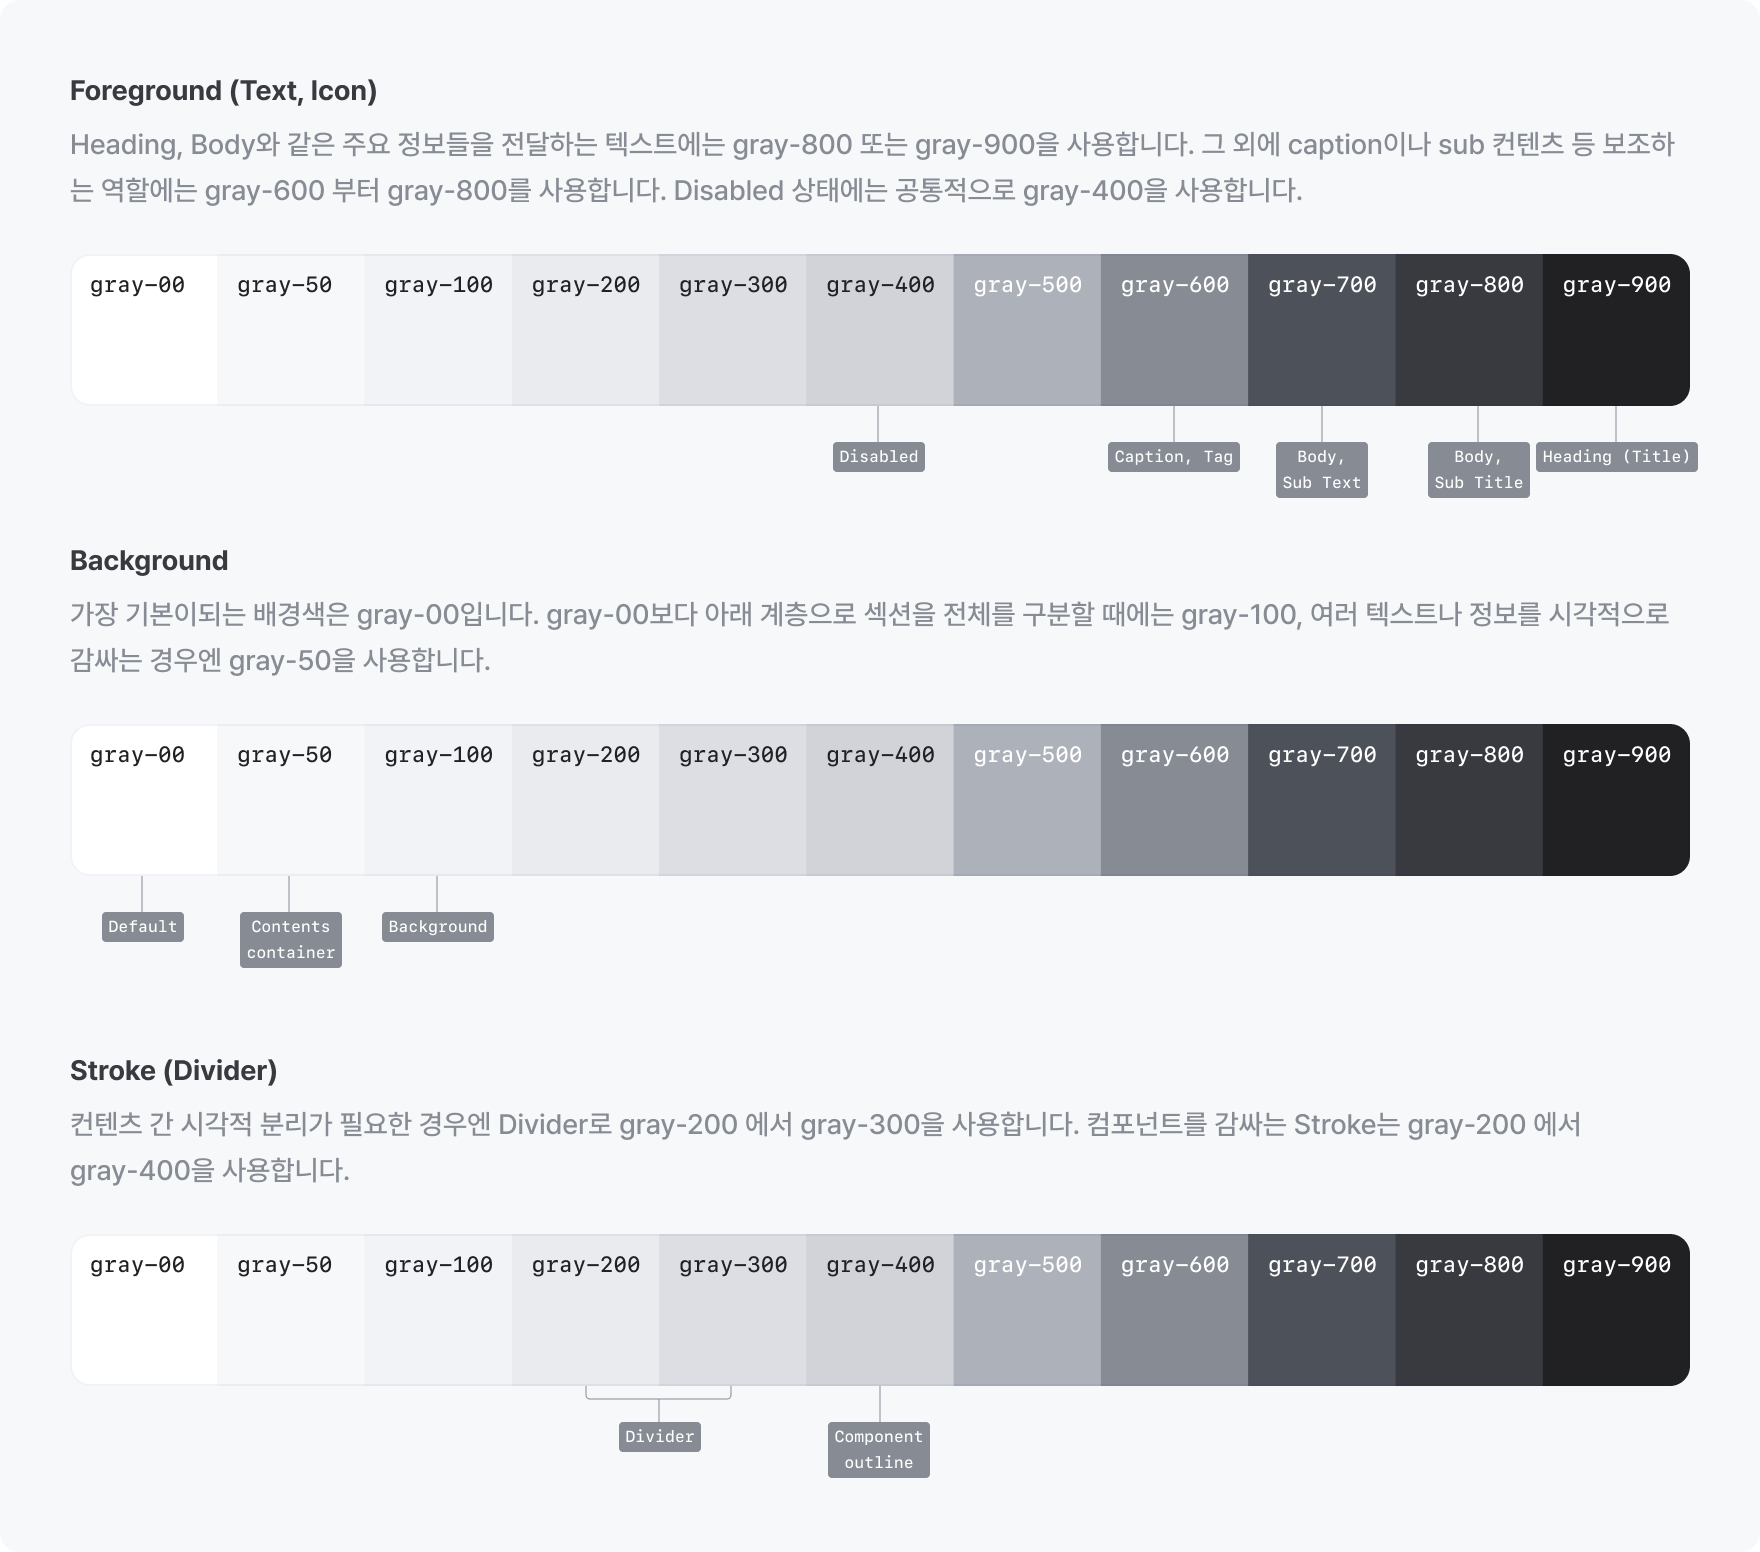 Foreground (Text, Icon)
Heading, Body와 같은 주요 정보들을 전달하는 텍스트에는 gray-800 또는 gray-900을 사용합니다. 그 외에 caption이나 sub 컨텐츠 등 보조하
는 역할에는 gray-600 부터 gray-800를 사용합니다. Disabled 상태에는 공통적으로 gray-400을 사용합니다.
gray-00 gray-50 gray-100 gray-200 gray-300 gray-400 gray-500 gray-600 gray-700 gray-800 gray-900
Disabled
Caption, Tag
Body,
Sub Text
Body,
Sub Title
Heading (Title)
Background
가장 기본이되는 배경색은 gray-00입니다. gray-00보다 아래 계층으로 섹션을 전체를 구분할 때에는 gray-100, 여러 텍스트나 정보를 시각적으로
감싸는 경우엔 gray-50을 사용합니다.
gray-00 gray-50 gray-100 gray-200 gray-300 gray-400 gray-500 gray-600 gray-700 gray-800 gray-900
Default
Contents
container
Background
Stroke (Divider)
컨텐츠 간 시각적 분리가 필요한 경우엔 Divider로 gray-200 에서 gray-300을 사용합니다. 컴포넌트를 감싸는 Stroke는 gray-200 에서
gray-400을 사용합니다.
gray-00 gray-50 gray-100 gray-200 gray-300 gray-400 gray-500 gray-600 gray-700 gray-800 gray-900
Divider
Component
outline